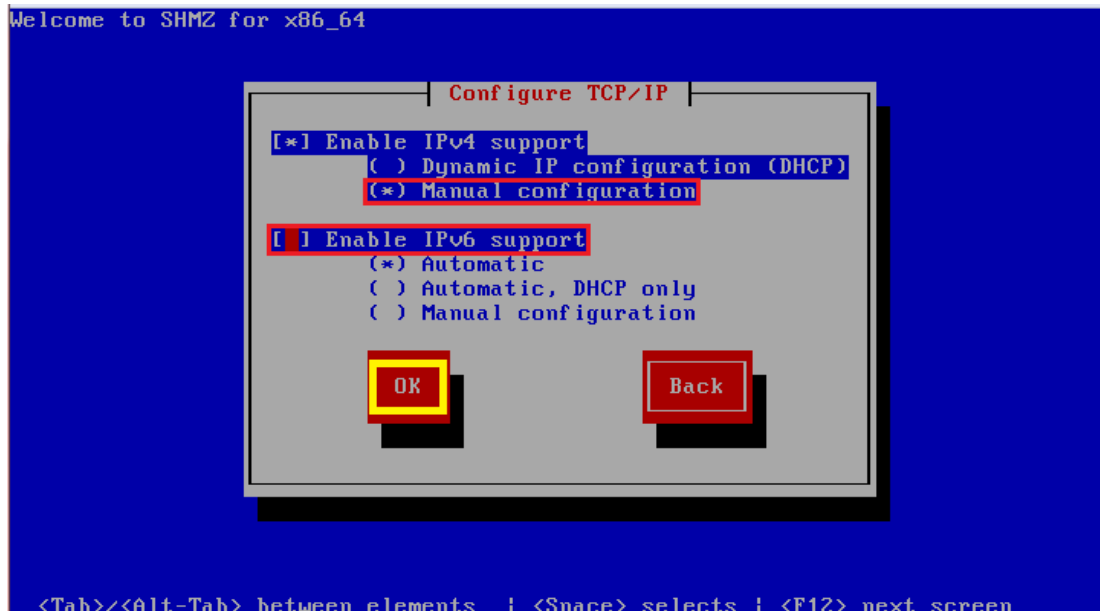 Welcome to SHMZ for x86_64
Configure TCP/IP
[*] Enable IPv4 support
( ) Dynamic IP configuration (DHCP)
(*) Manual configuration
[ ] Enable IPv6 support
(*) Automatic
( ) Automatic, DHCP only
( ) Manual configuration
OK Back
<Tab>/<Alt-Tab> between elements | <Space> selects | <F12> next screen